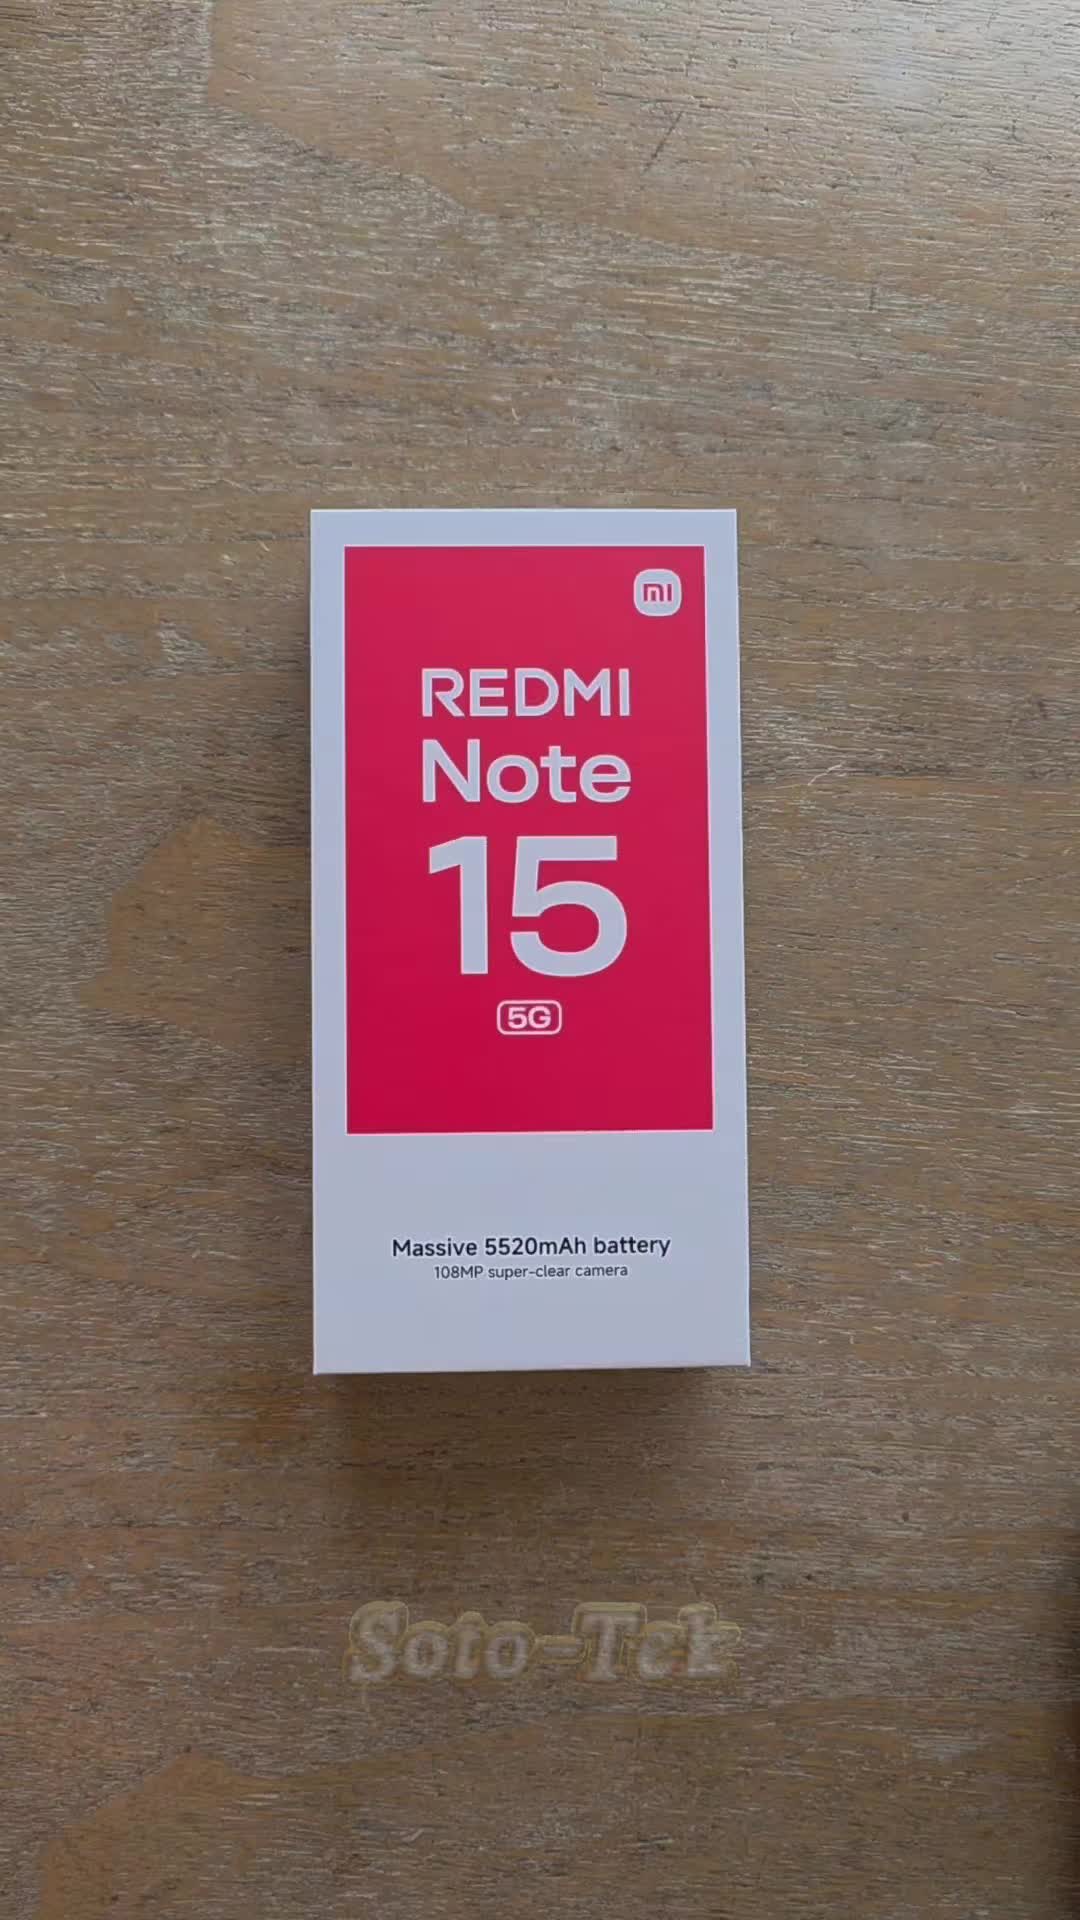 mi
REDMI
Note
15
5G
Massive 5520mAh battery
108MP super-clear camera
Soto-Tek